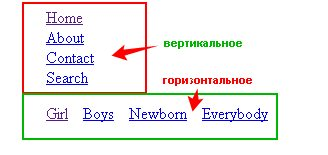 Home
About
вертикальное
Contact
Search
горизонтальное
Girl Boys Newborn Everybody